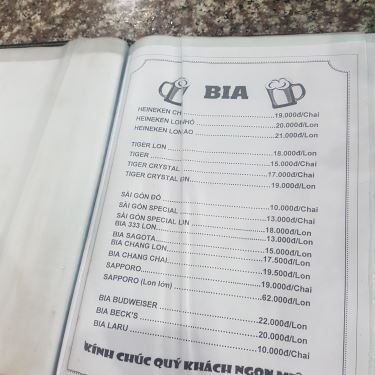 BIA
HEINEKEN CH.........19.000đ/Chai
HEINEKEN LON NHỎ.........20.000đ/Lon
HEINEKEN LON CAO.........21.000đ/Lon
TIGER LON.........18.000đ/Lon
TIGER.........15.000đ/Chai
TIGER CRYSTAL.........17.000đ/Chai
TIGER CRYSTAL.........19.000đ/Lon
SÀI GÒN ĐỎ.........10.000đ/Chai
SÀI GÒN SPECIAL.........13.000đ/Chai
SÀI GÒN SPECIAL LON.........18.000đ/Lon
BIA 333 LON.........13.000đ/Lon
BIA SAGOTA.........15.000đ/Lon
BIA CHANG LON.........17.500đ/Lon
BIA CHANG CHAI.........19.500đ/Lon
SAPPORO.........19.000đ/Chai
SAPPORO (Lon lớn).........62.000đ/Lon
BIA BUDWEISER.........22.000đ/Lon
BIA BECK'S.........20.000đ/Lon
BIA LARU.........10.000đ/Chai
KÍNH CHÚC QUÝ KHÁCH NGON